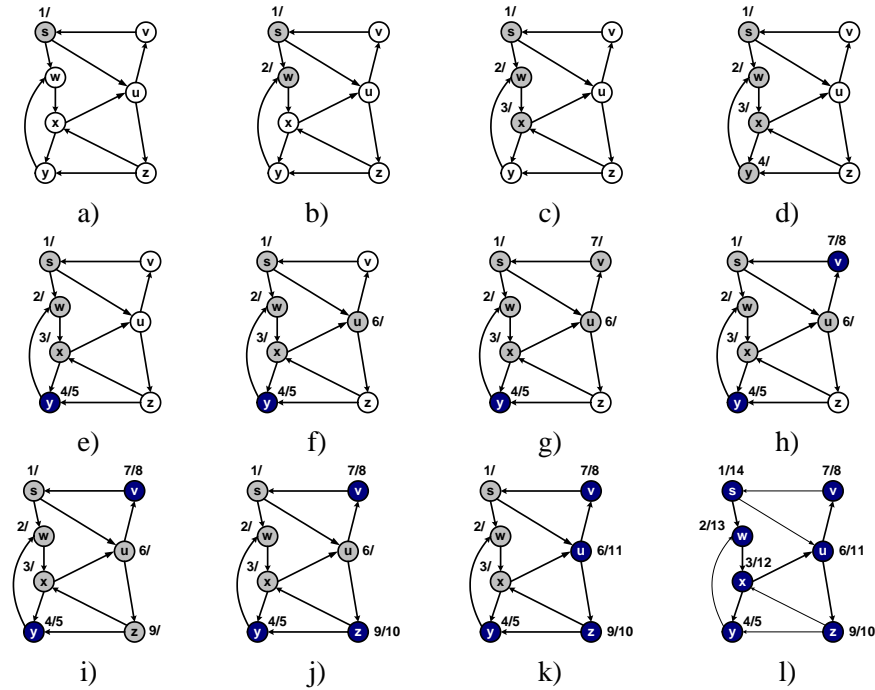 1/ 1/ 1/ 1/
s v s v s v s v
2/ w 2/ w 2/ w
w u u u u
3/ 3/
x x x x
4/
y z y z y z y z
a) b) c) d)
1/ 1/ 1/ 7/ 1/ 7/8
s v s v s v s v
2/ w 2/ w 2/ w 2/ w
u u 6/ u 6/ u 6/
3/ x 3/ x 3/ x 3/ x
4/5 4/5 4/5 4/5
y z y z y z y z
e) f) g) h)
1/ 7/8 1/ 7/8 1/ 7/8 1/14 7/8
s v s v s v s v
2/ w 2/ w 2/ w 2/13 w
u 6/ u 6/ u 6/11 u 6/11
3/ x 3/ x 3/ x 3/12 x
4/5 4/5 4/5 4/5
y z 9/ y z 9/10 y z 9/10 y z 9/10
i) j) k) l)